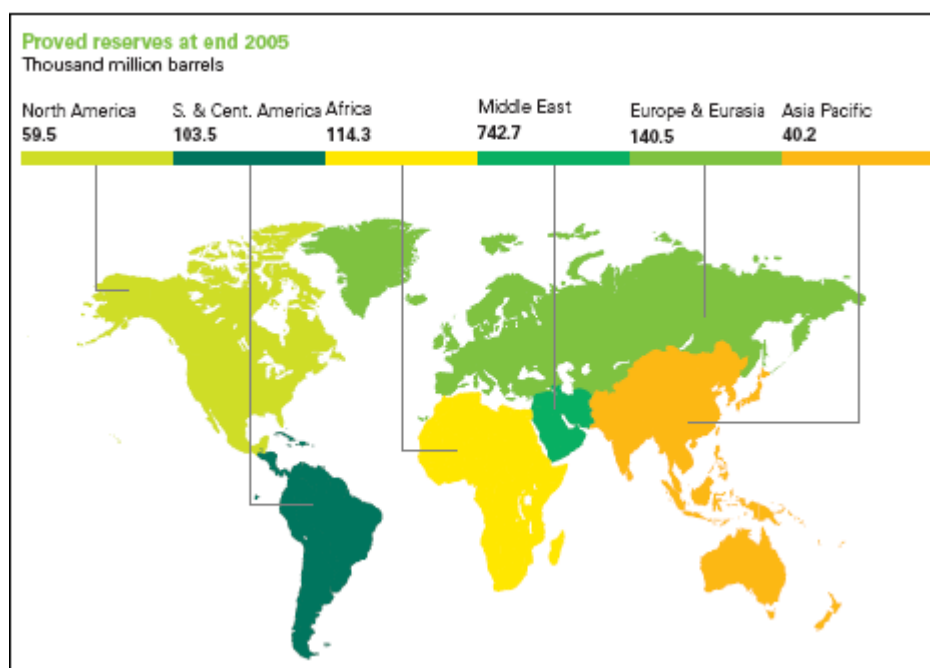 Proved reserves at end 2005
Thousand million barrels
North America
59.5
S. & Cent. America
103.5
Africa
114.3
Middle East
742.7
Europe & Eurasia
140.5
Asia Pacific
40.2